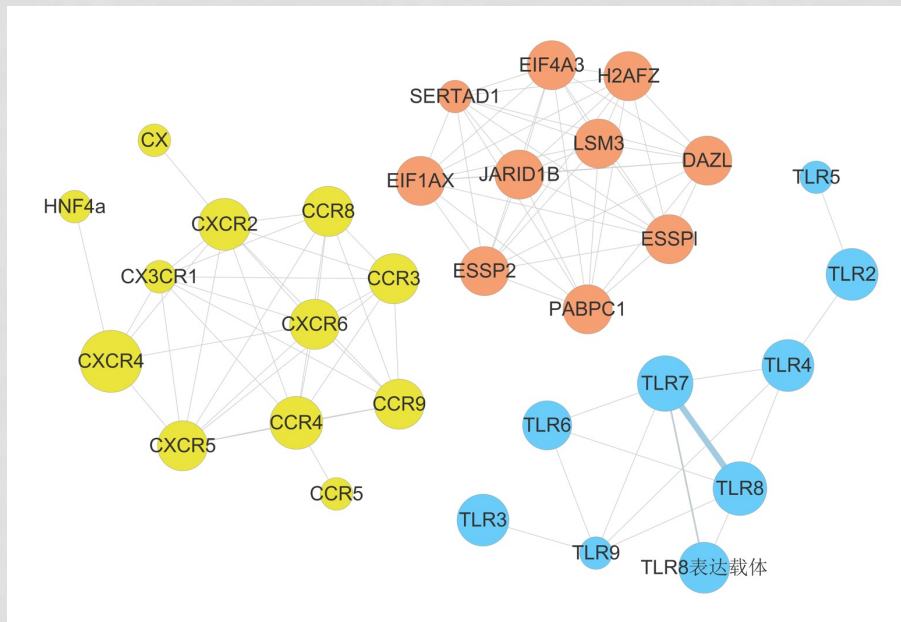 EIF4A3
H2AFZ
SERTAD1
LSM3
DAZL
JARID1B
EIF1AX
ESSPI
ESSP2
PABPC1
CX
HNF4a
CXCR2
CCR8
CX3CR1
CCR3
CXCR6
CXCR4
CCR9
CCR4
CXCR5
CCR5
TLR5
TLR2
TLR4
TLR7
TLR6
TLR8
TLR3
TLR9
TLR8表达载体